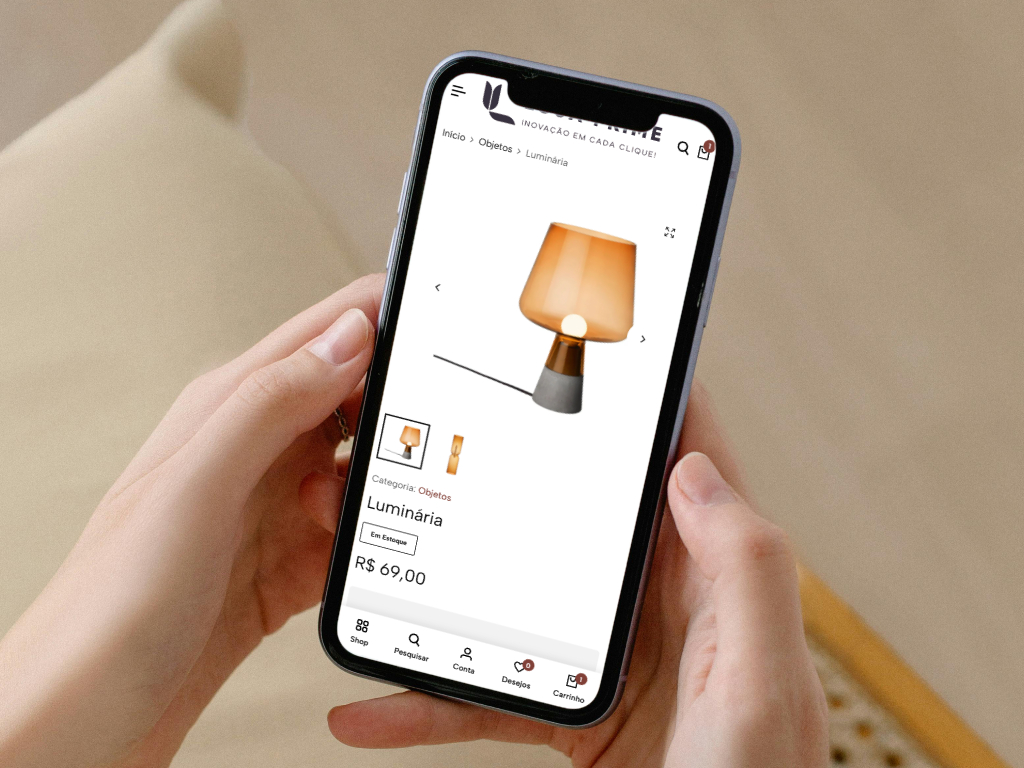 PRIME
INOVAÇÃO EM CADA CLIQUE!
1
Início > Objetos > Luminária
Categoria: Objetos
Luminária
Em Estoque
R$ 69,00
Shop
Pesquisar
Conta
0
Desejos
1
Carrinho